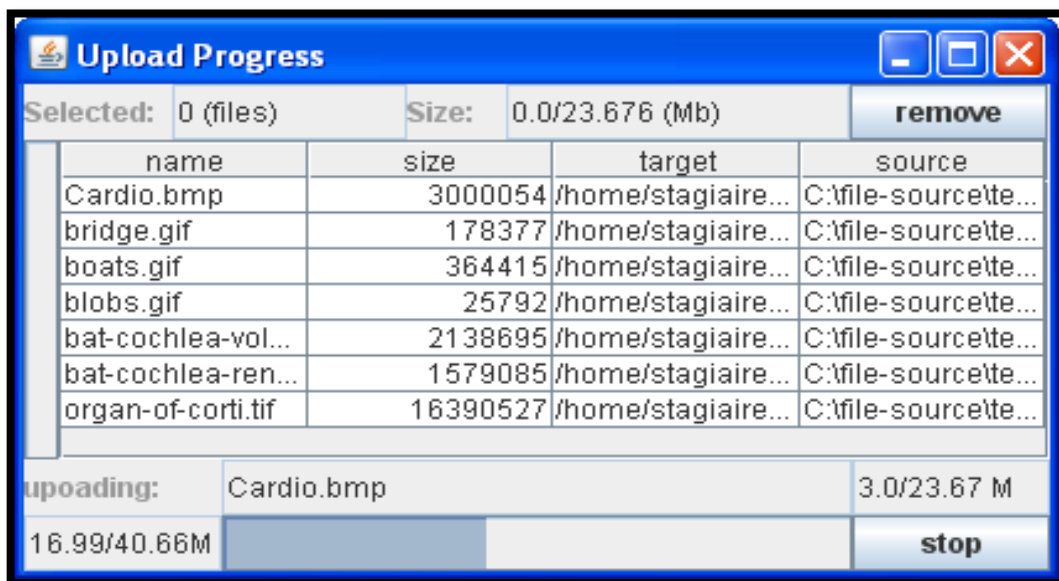 Upload Progress
Selected: 0 (files) Size: 0.0/23.676 (Mb) remove
name size target source
Cardio.bmp 3000054 /home/stagiaire... C:\file-source\te...
bridge.gif 178377 /home/stagiaire... C:\file-source\te...
boats.gif 364415 /home/stagiaire... C:\file-source\te...
blobs.gif 25792 /home/stagiaire... C:\file-source\te...
bat-cochlea-vol... 2138695 /home/stagiaire... C:\file-source\te...
bat-cochlea-ren... 1579085 /home/stagiaire... C:\file-source\te...
organ-of-corti.tif 16390527 /home/stagiaire... C:\file-source\te...
upoading: Cardio.bmp 3.0/23.67 M
16.99/40.66M stop